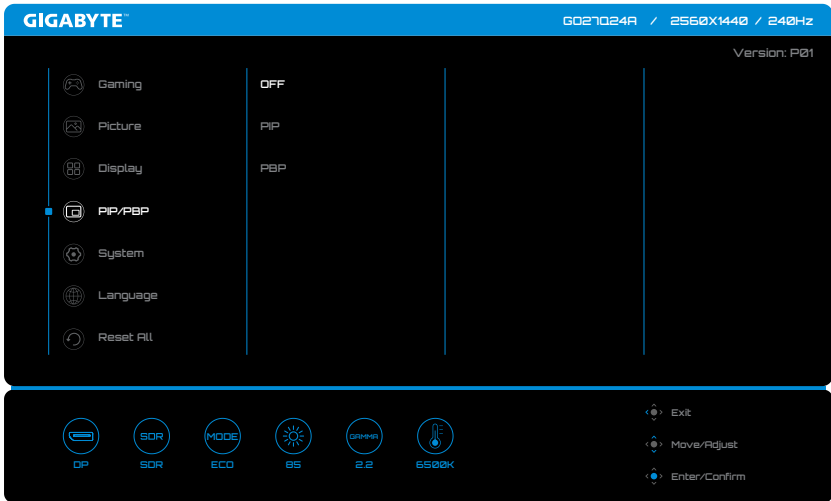 GIGABYTE™
GO27Q24A / 2560X1440 / 240Hz
Version: P01
Gaming
OFF
Picture
PIP
Display
PBP
PIP/PBP
System
Language
Reset All
SDR
MODE
GAMMA
DP
SDR
ECO
85
2.2
6500K
Exit
Move/Adjust
Enter/Confirm